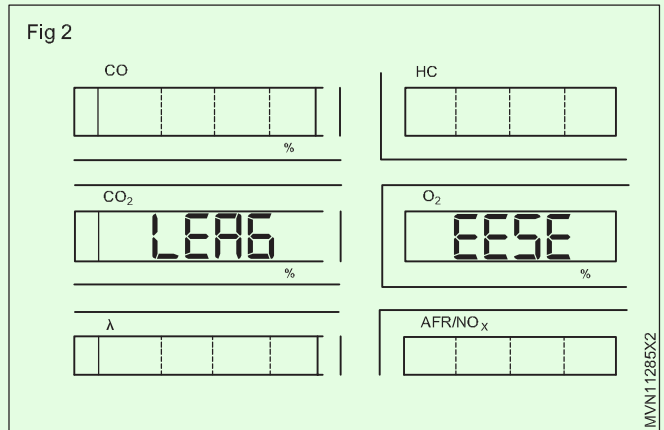 Fig 2
CO
HC
%
CO₂
O₂
LEAG
EESE
%
%
λ
AFR/NOₓ
MVN11285X2